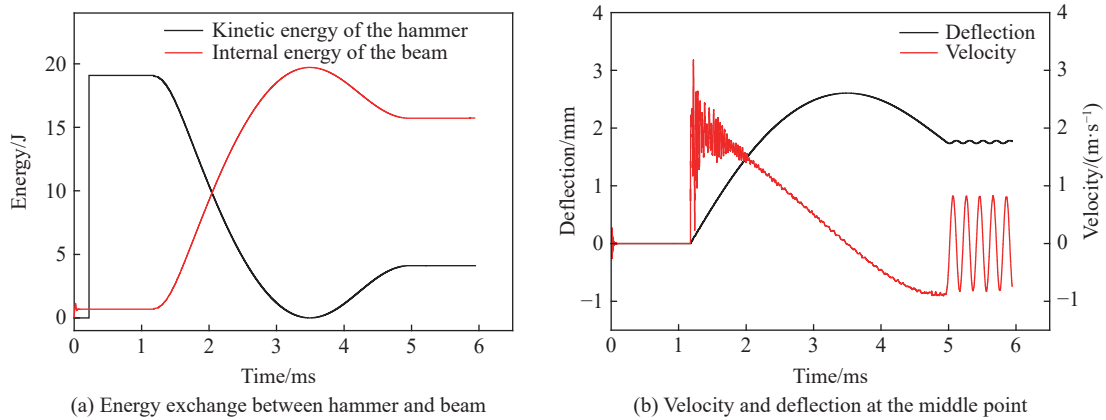 Kinetic energy of the hammer
Internal energy of the beam
Energy/J
20
15
10
5
0
0 1 2 3 4 5 6
Time/ms
(a) Energy exchange between hammer and beam
Deflection
Velocity
Deflection/mm
4
3
2
1
0
−1
Velocity/(m·s⁻¹)
4
3
2
1
0
−1
0 1 2 3 4 5 6
Time/ms
(b) Velocity and deflection at the middle point